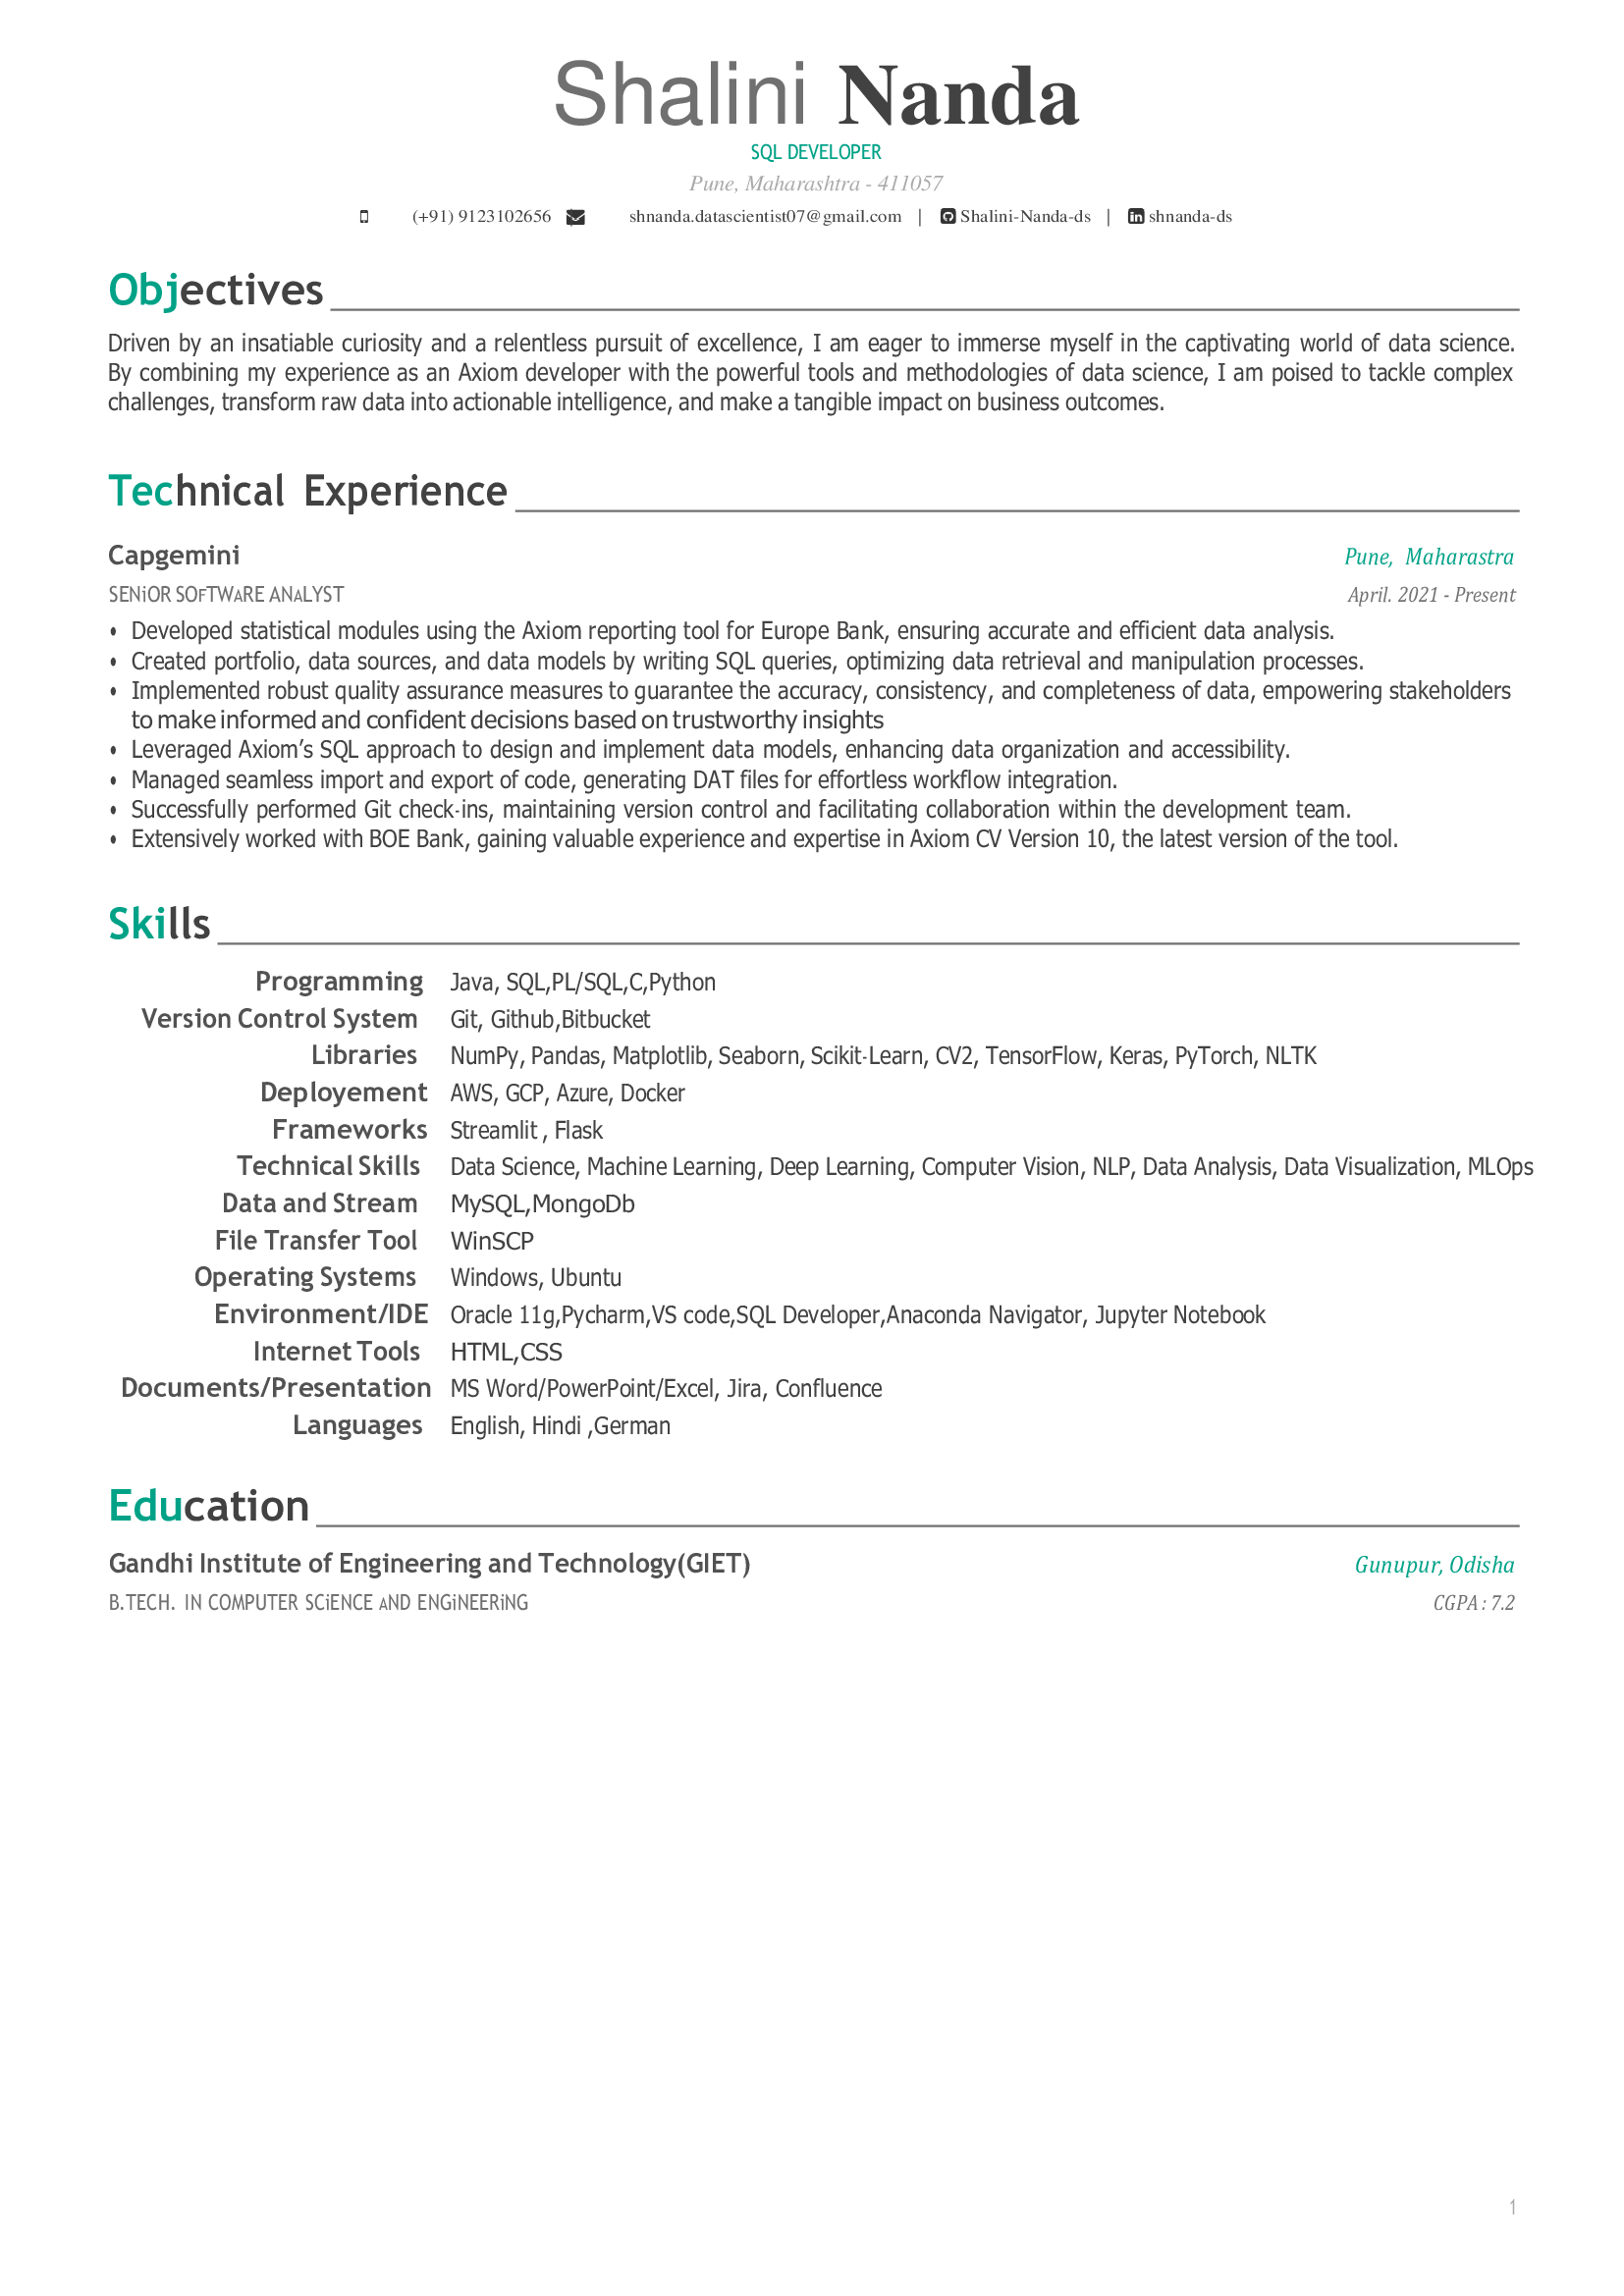 Shalini Nanda
SQL DEVELOPER
Pune, Maharashtra - 411057
(+91) 9123102656 shnanda.datascientist07@gmail.com | Shalini-Nanda-ds | shnanda-ds
Objectives
Driven by an insatiable curiosity and a relentless pursuit of excellence, I am eager to immerse myself in the captivating world of data science.
By combining my experience as an Axiom developer with the powerful tools and methodologies of data science, I am poised to tackle complex
challenges, transform raw data into actionable intelligence, and make a tangible impact on business outcomes.
Technical Experience
Capgemini Pune, Maharastra
SENiOR SOFTWARE ANALYST April. 2021 - Present
• Developed statistical modules using the Axiom reporting tool for Europe Bank, ensuring accurate and efficient data analysis.
• Created portfolio, data sources, and data models by writing SQL queries, optimizing data retrieval and manipulation processes.
• Implemented robust quality assurance measures to guarantee the accuracy, consistency, and completeness of data, empowering stakeholders
to make informed and confident decisions based on trustworthy insights
• Leveraged Axiom’s SQL approach to design and implement data models, enhancing data organization and accessibility.
• Managed seamless import and export of code, generating DAT files for effortless workflow integration.
• Successfully performed Git check-ins, maintaining version control and facilitating collaboration within the development team.
• Extensively worked with BOE Bank, gaining valuable experience and expertise in Axiom CV Version 10, the latest version of the tool.
Skills
Programming Java, SQL,PL/SQL,C,Python
Version Control System Git, Github,Bitbucket
Libraries NumPy, Pandas, Matplotlib, Seaborn, Scikit-Learn, CV2, TensorFlow, Keras, PyTorch, NLTK
Deployement AWS, GCP, Azure, Docker
Frameworks Streamlit , Flask
Technical Skills Data Science, Machine Learning, Deep Learning, Computer Vision, NLP, Data Analysis, Data Visualization, MLOps
Data and Stream MySQL,MongoDb
File Transfer Tool WinSCP
Operating Systems Windows, Ubuntu
Environment/IDE Oracle 11g,Pycharm,VS code,SQL Developer,Anaconda Navigator, Jupyter Notebook
Internet Tools HTML,CSS
Documents/Presentation MS Word/PowerPoint/Excel, Jira, Confluence
Languages English, Hindi ,German
Education
Gandhi Institute of Engineering and Technology(GIET) Gunupur, Odisha
B.TECH. IN COMPUTER SCiENCE AND ENGiNEERiNG CGPA : 7.2
1